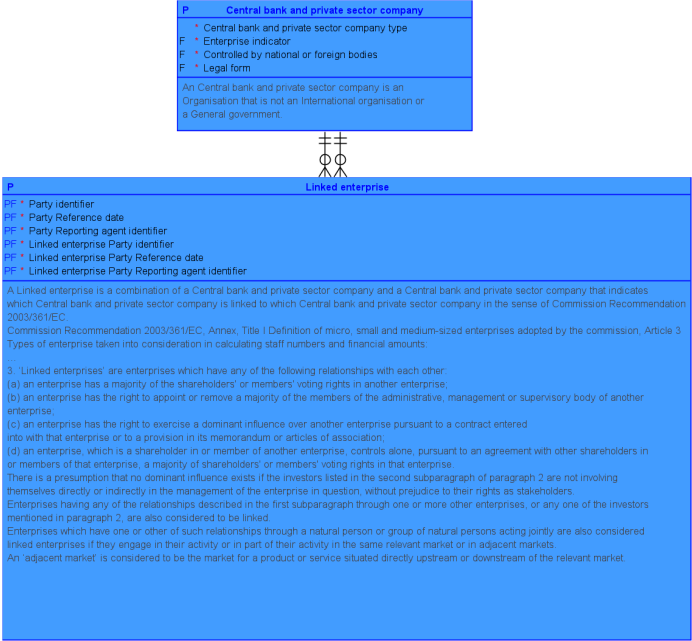 P Central bank and private sector company
* Central bank and private sector company type
F * Enterprise indicator
F * Controlled by national or foreign bodies
F * Legal form
An Central bank and private sector company is an
Organisation that is not an International organisation or
a General government.
P Linked enterprise
PF * Party identifier
PF * Party Reference date
PF * Party Reporting agent identifier
PF * Linked enterprise Party identifier
PF * Linked enterprise Party Reference date
PF * Linked enterprise Party Reporting agent identifier
A Linked enterprise is a combination of a Central bank and private sector company and a Central bank and private sector company that indicates
which Central bank and private sector company is linked to which Central bank and private sector company in the sense of Commission Recommendation
2003/361/EC.
Commission Recommendation 2003/361/EC, Annex, Title I Definition of micro, small and medium-sized enterprises adopted by the commission, Article 3
Types of enterprise taken into consideration in calculating staff numbers and financial amounts:
...
3. 'Linked enterprises' are enterprises which have any of the following relationships with each other:
(a) an enterprise has a majority of the shareholders' or members' voting rights in another enterprise;
(b) an enterprise has the right to appoint or remove a majority of the members of the administrative, management or supervisory body of another
enterprise;
(c) an enterprise has the right to exercise a dominant influence over another enterprise pursuant to a contract entered
into with that enterprise or to a provision in its memorandum or articles of association;
(d) an enterprise, which is a shareholder in or member of another enterprise, controls alone, pursuant to an agreement with other shareholders in
or members of that enterprise, a majority of shareholders' or members' voting rights in that enterprise.
There is a presumption that no dominant influence exists if the investors listed in the second subparagraph of paragraph 2 are not involving
themselves directly or indirectly in the management of the enterprise in question, without prejudice to their rights as stakeholders.
Enterprises having any of the relationships described in the first subparagraph through one or more other enterprises, or any one of the investors
mentioned in paragraph 2, are also considered to be linked.
Enterprises which have one or other of such relationships through a natural person or group of natural persons acting jointly are also considered
linked enterprises if they engage in their activity or in part of their activity in the same relevant market or in adjacent markets.
An 'adjacent market' is considered to be the market for a product or service situated directly upstream or downstream of the relevant market.